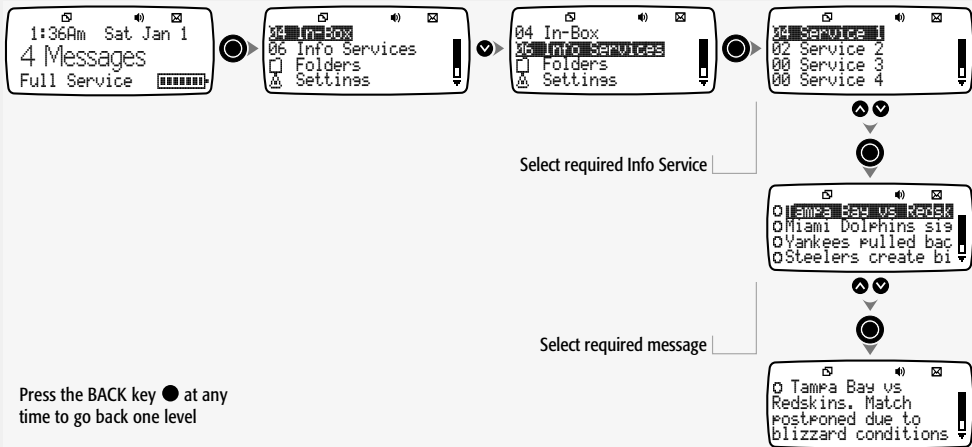 1:36Am Sat Jan 1
4 Messages
Full Service
04 In-Box
06 Info Services
Folders
Settings
04 In-Box
06 Info Services
Folders
Settings
04 Service 1
02 Service 2
00 Service 3
00 Service 4
Select required Info Service
Tampa Bay vs Redsk
Miami Dolphins sig
Yankees pulled bac
Steelers create bi
Select required message
Tampa Bay vs
Redskins. Match
postponed due to
blizzard conditions
Press the BACK key at any
time to go back one level